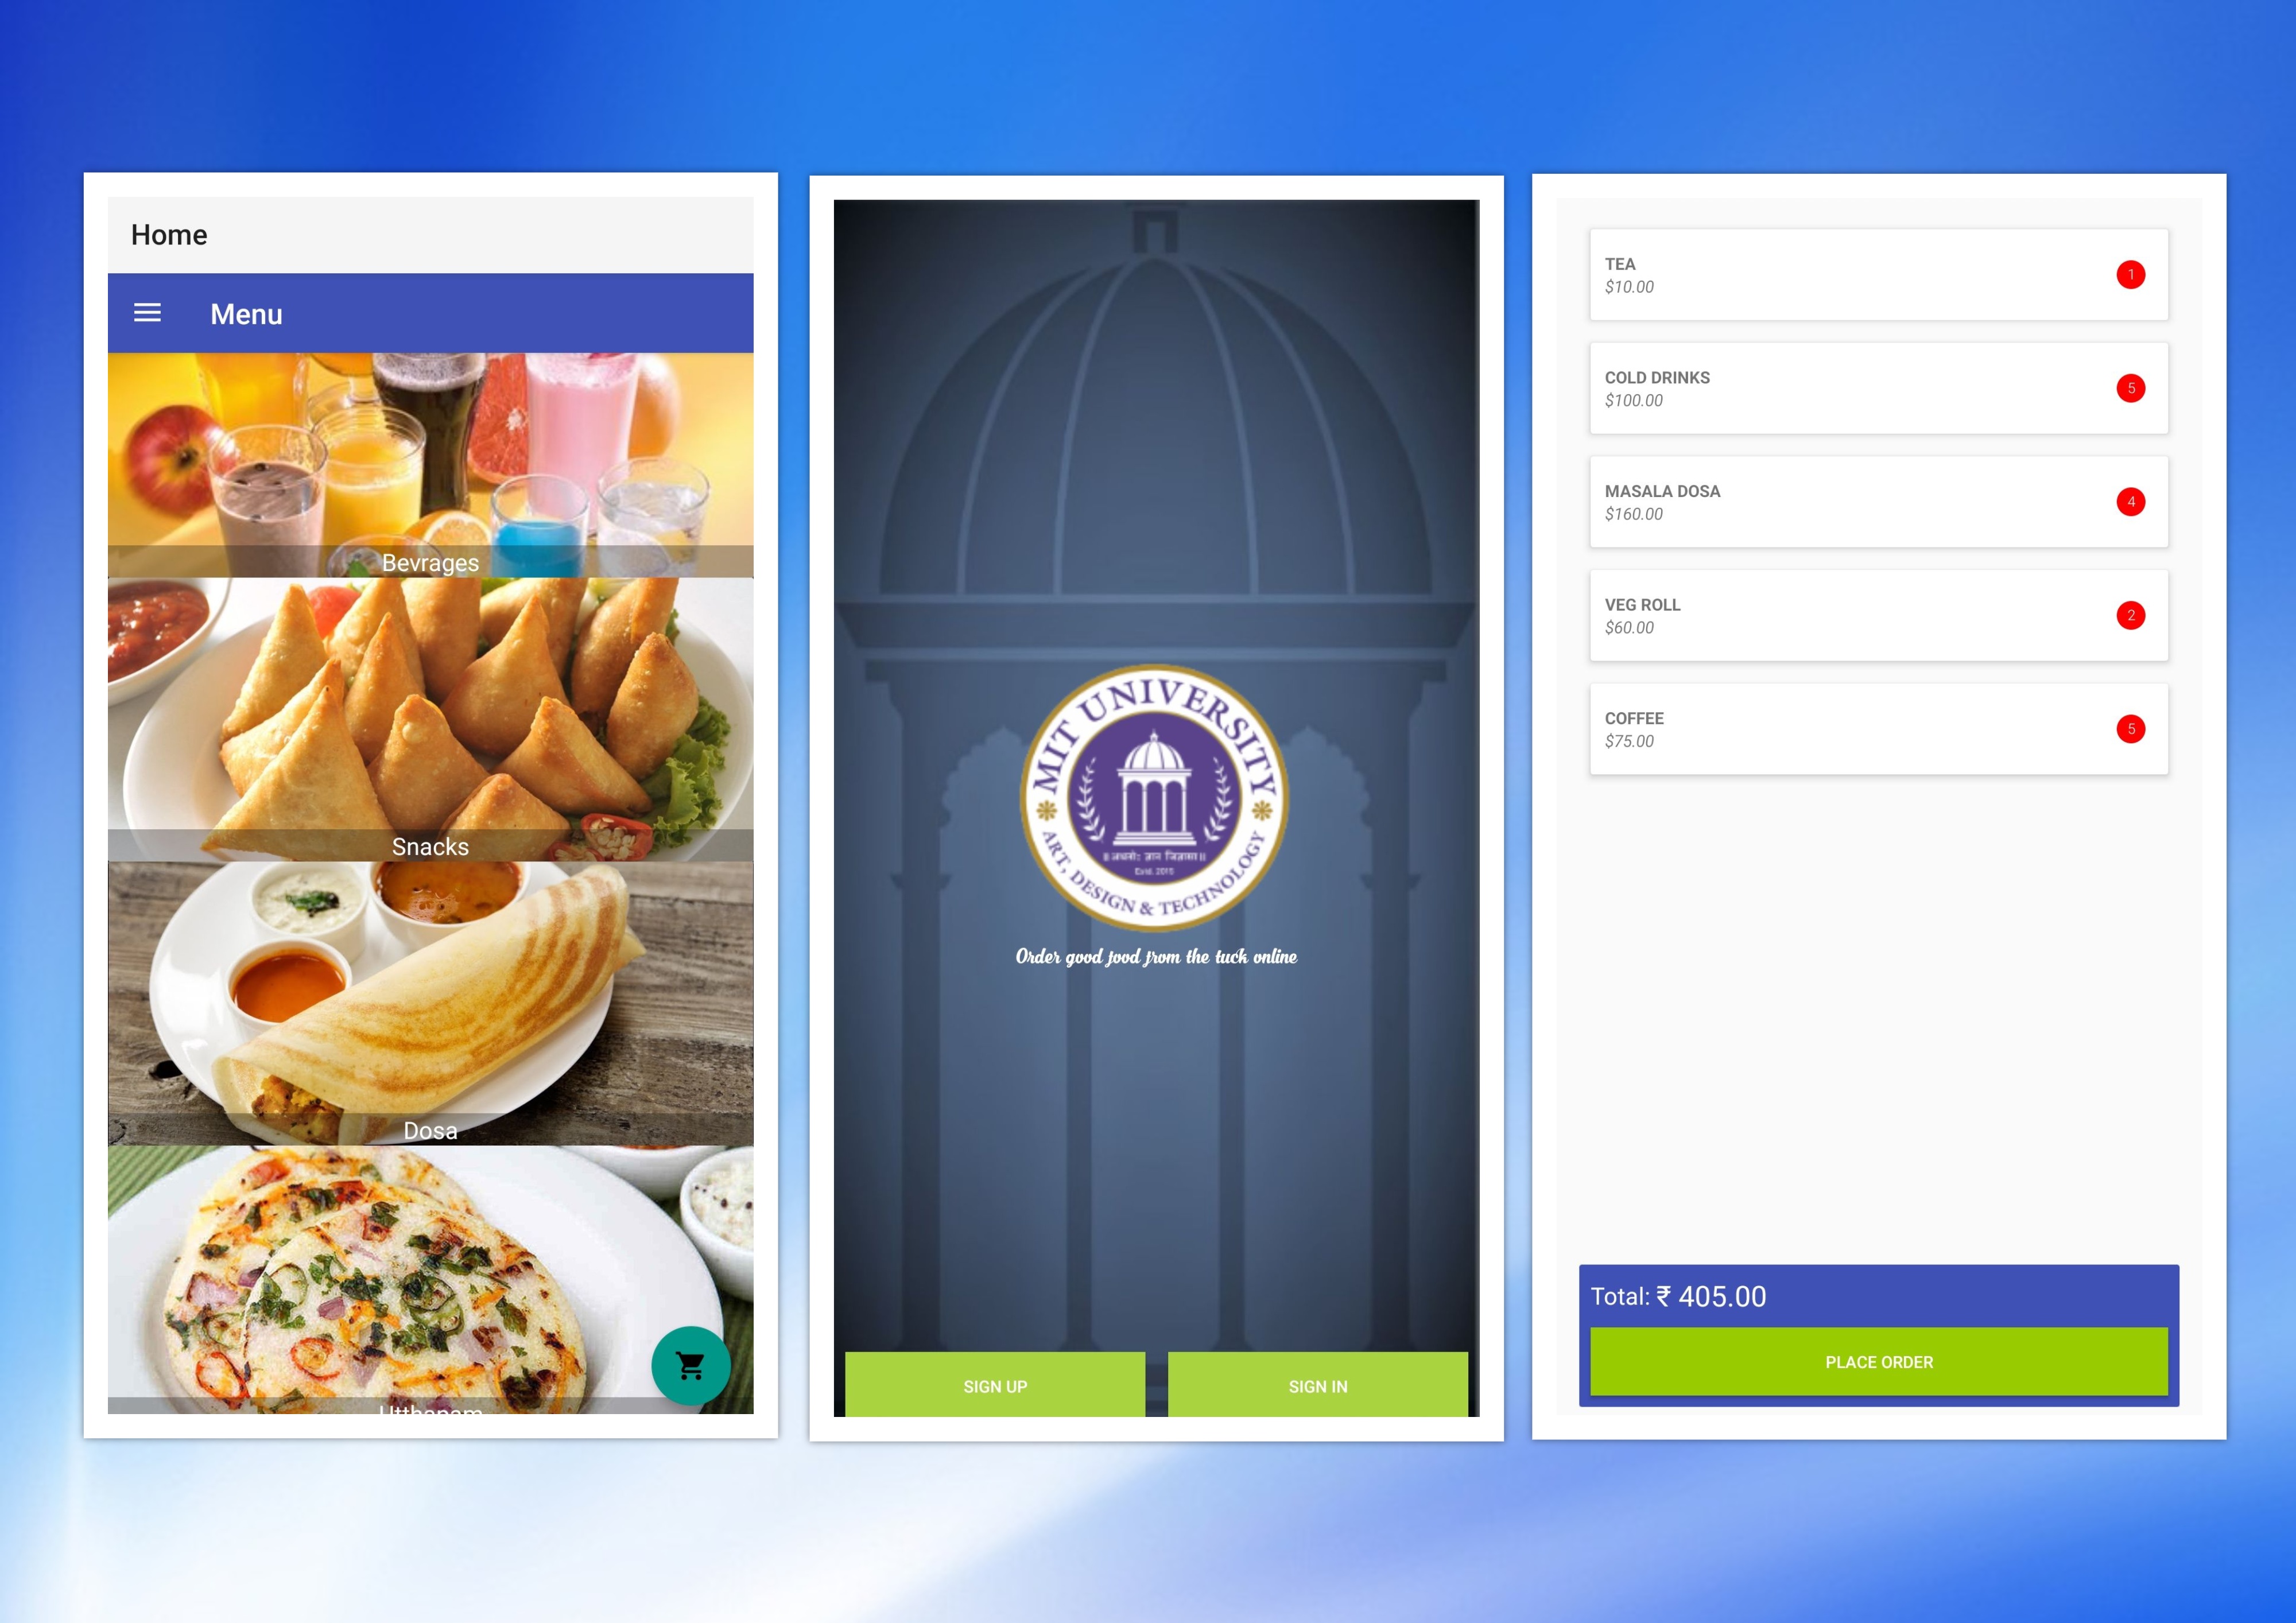 Home
Menu
Bevrages
Snacks
Dosa
Utthapam
MIT UNIVERSITY
ART, DESIGN & TECHNOLOGY
Estd. 2015
Order good food from the tuck online
SIGN UP
SIGN IN
TEA
$10.00
1
COLD DRINKS
$100.00
5
MASALA DOSA
$160.00
4
VEG ROLL
$60.00
2
COFFEE
$75.00
5
Total: ₹ 405.00
PLACE ORDER